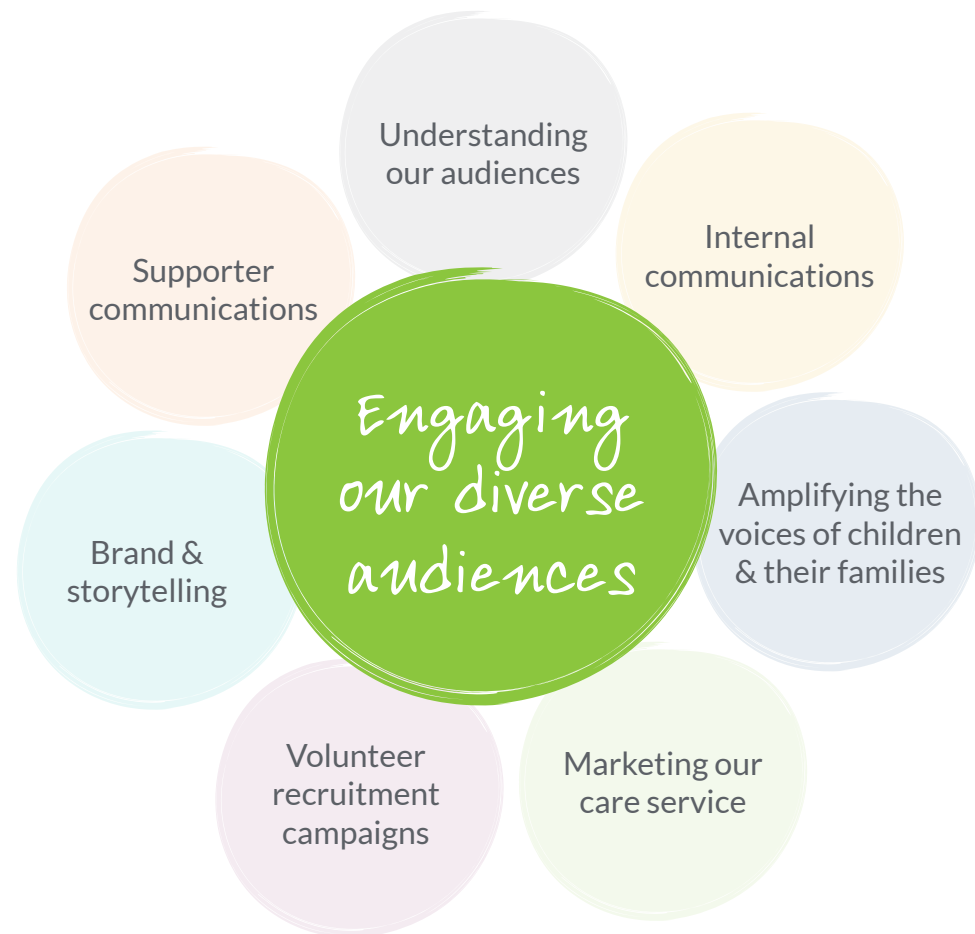 Understanding
our audiences
Internal
communications
Supporter
communications
Engaging
our diverse
audiences
Amplifying the
voices of children
& their families
Brand &
storytelling
Volunteer
recruitment
campaigns
Marketing our
care service